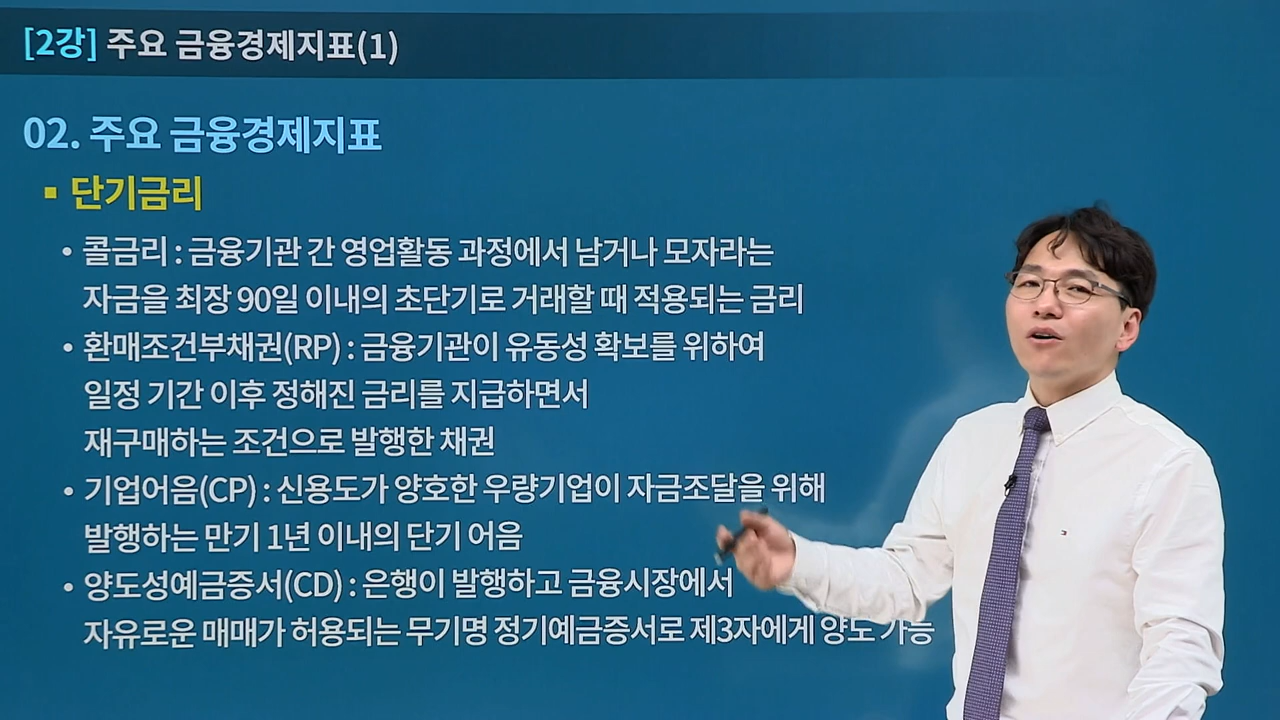 [2강] 주요 금융경제지표(1)
02. 주요 금융경제지표
▪ 단기금리
• 콜금리 : 금융기관 간 영업활동 과정에서 남거나 모자라는
자금을 최장 90일 이내의 초단기로 거래할 때 적용되는 금리
• 환매조건부채권(RP) : 금융기관이 유동성 확보를 위하여
일정 기간 이후 정해진 금리를 지급하면서
재구매하는 조건으로 발행한 채권
• 기업어음(CP) : 신용도가 양호한 우량기업이 자금조달을 위해
발행하는 만기 1년 이내의 단기 어음
• 양도성예금증서(CD) : 은행이 발행하고 금융시장에서
자유로운 매매가 허용되는 무기명 정기예금증서로 제3자에게 양도 가능